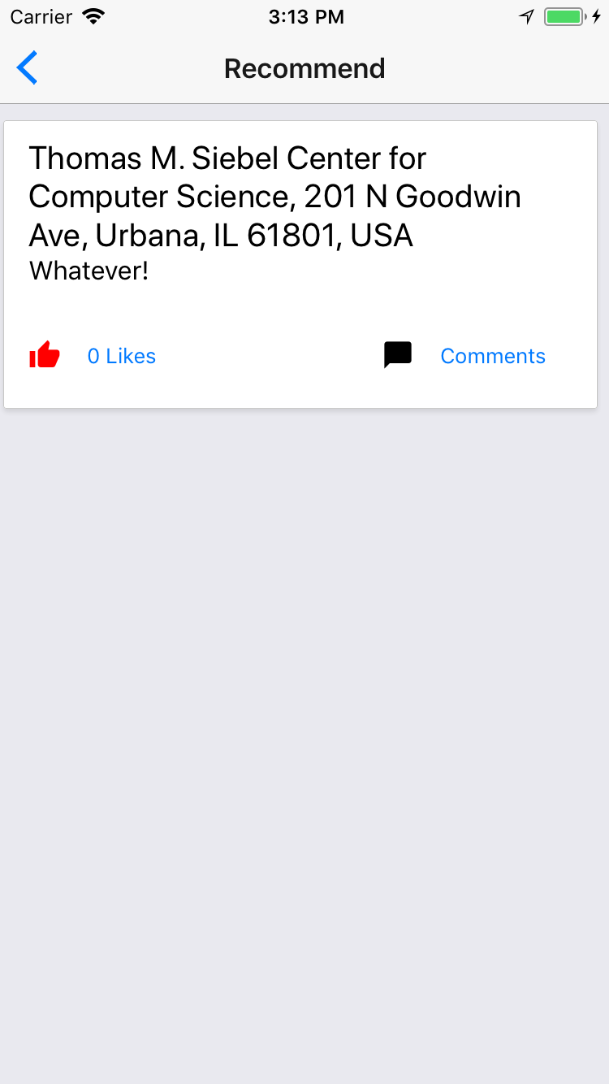 Carrier 3:13 PM
Recommend
Thomas M. Siebel Center for
Computer Science, 201 N Goodwin
Ave, Urbana, IL 61801, USA
Whatever!
0 Likes Comments